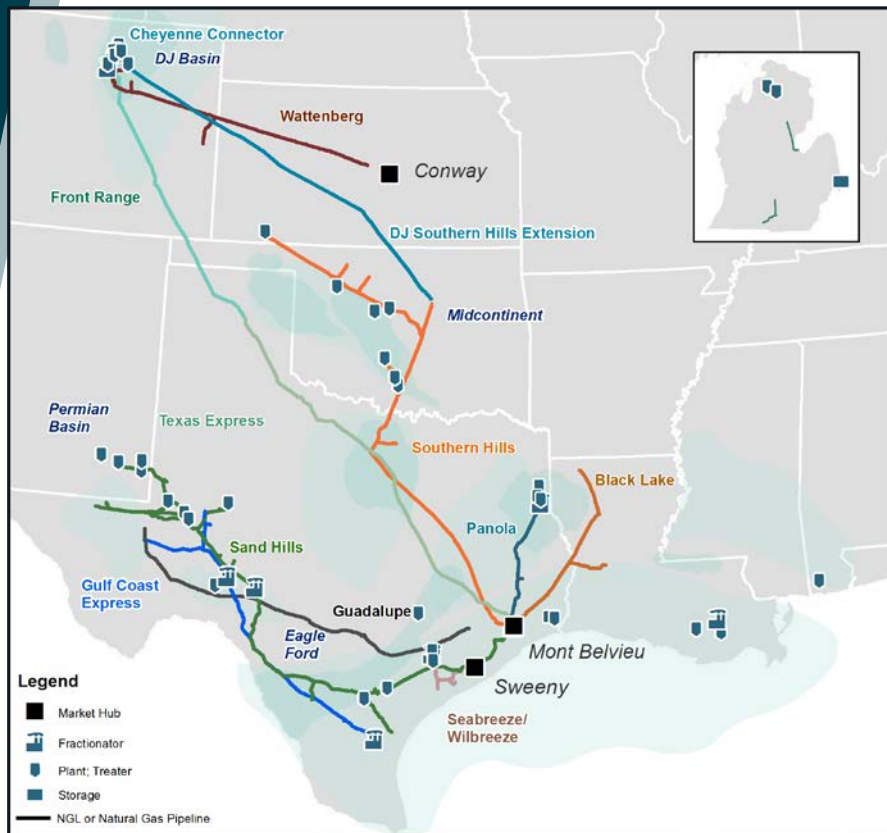 Cheyenne Connector
DJ Basin
Wattenberg
Conway
Front Range
DJ Southern Hills Extension
Midcontinent
Permian
Basin
Texas Express
Southern Hills
Black Lake
Panola
Sand Hills
Gulf Coast
Express
Guadalupe
Eagle
Ford
Mont Belvieu
Sweeny
Seabreeze/
Wilbreeze
Legend
Market Hub
Fractionator
Plant; Treater
Storage
NGL or Natural Gas Pipeline